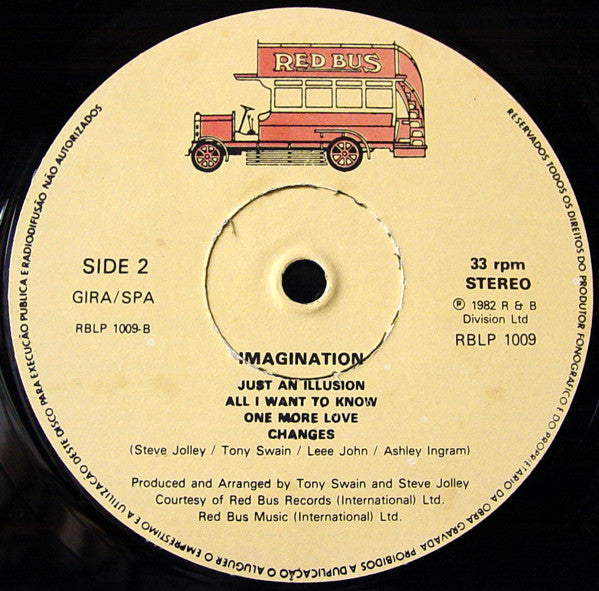 RED BUS
RESERVADOS TODOS OS DIREITOS DO PRODUTOR FONOGRÁFICO E DO PROPRIETÁRIO DA OBRA GRAVADA PROIBIDOS A DUPLICAÇÃO O ALUGUER O EMPRÉSTIMO E A UTILIZAÇÃO DESTE DISCO PARA EXECUÇÃO PÚBLICA E RADIODIFUSÃO NÃO AUTORIZADOS
SIDE 2
GIRA/SPA
RBLP 1009-B
33 rpm
STEREO
℗ 1982 R & B
Division Ltd
RBLP 1009
IMAGINATION
JUST AN ILLUSION
ALL I WANT TO KNOW
ONE MORE LOVE
CHANGES
(Steve Jolley / Tony Swain / Leee John / Ashley Ingram)
Produced and Arranged by Tony Swain and Steve Jolley
Courtesy of Red Bus Records (International) Ltd.
Red Bus Music (International) Ltd.